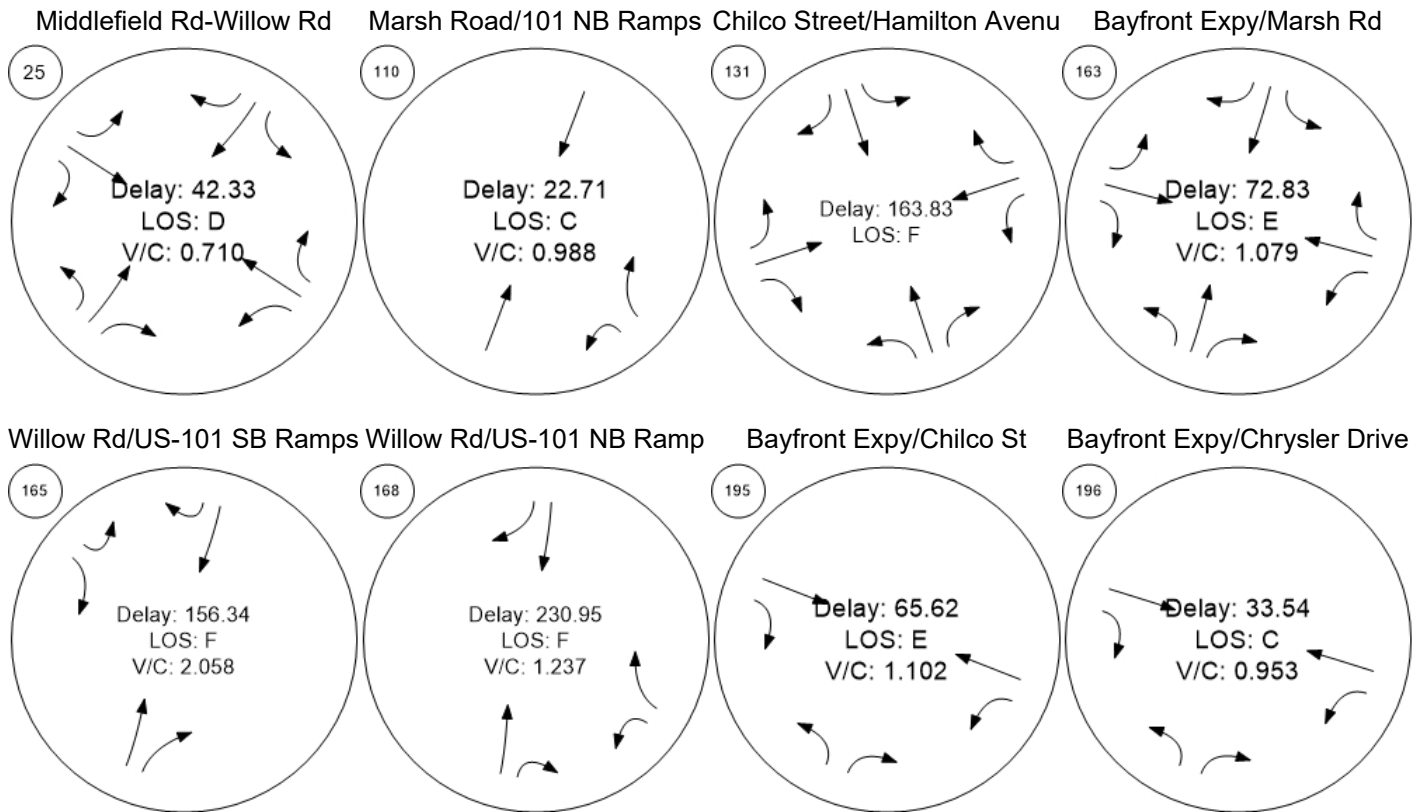 Middlefield Rd-Willow Rd
25
Delay: 42.33
LOS: D
V/C: 0.710
Marsh Road/101 NB Ramps
110
Delay: 22.71
LOS: C
V/C: 0.988
Chilco Street/Hamilton Avenu
131
Delay: 163.83
LOS: F
Bayfront Expy/Marsh Rd
163
Delay: 72.83
LOS: E
V/C: 1.079
Willow Rd/US-101 SB Ramps
165
Delay: 156.34
LOS: F
V/C: 2.058
Willow Rd/US-101 NB Ramp
168
Delay: 230.95
LOS: F
V/C: 1.237
Bayfront Expy/Chilco St
195
Delay: 65.62
LOS: E
V/C: 1.102
Bayfront Expy/Chrysler Drive
196
Delay: 33.54
LOS: C
V/C: 0.953